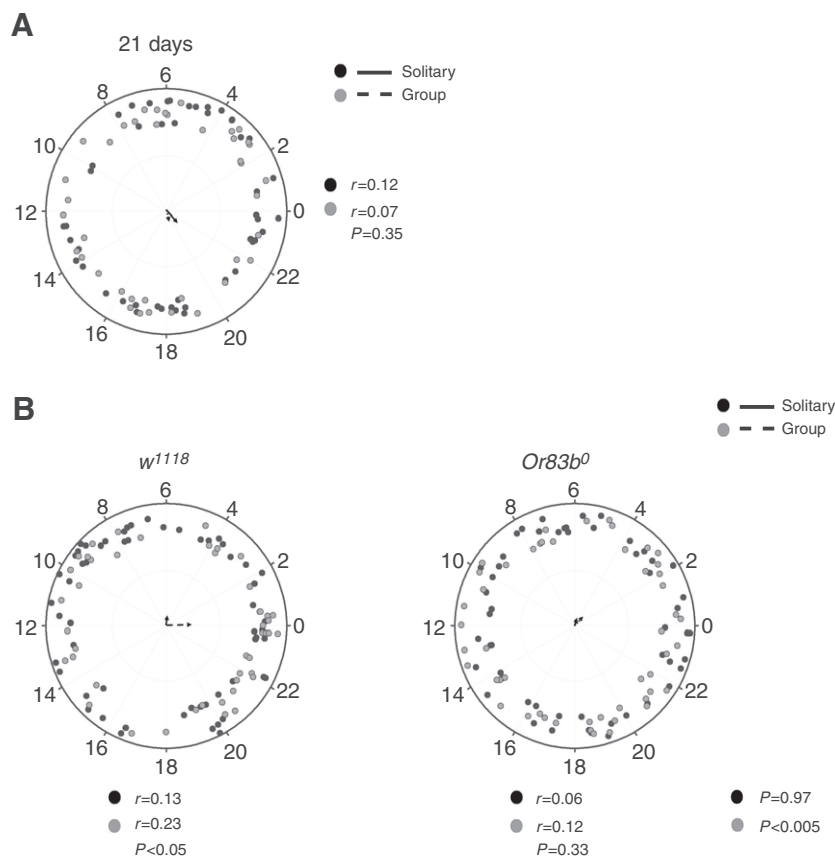 A
21 days
6
8
4
10
2
12
0
14
22
16
20
18
Solitary
Group
r=0.12
r=0.07
P=0.35
B
Solitary
Group
w1118
6
8
4
10
2
12
0
14
22
16
20
18
r=0.13
r=0.23
P<0.05
Or83b0
6
8
4
10
2
12
0
14
22
16
20
18
r=0.06
r=0.12
P=0.33
P=0.97
P<0.005